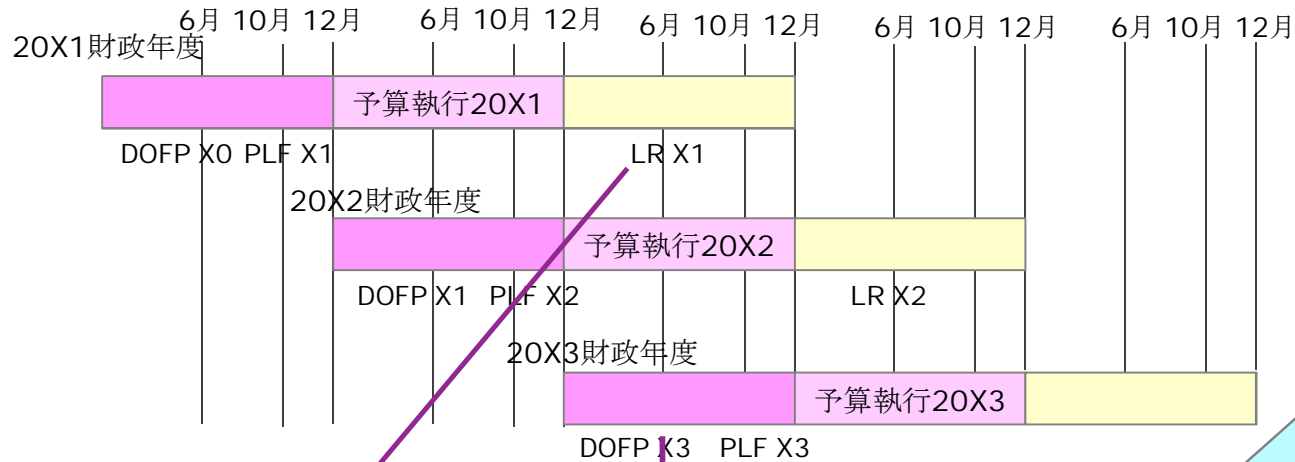 6月 10月 12月 6月 10月 12月 6月 10月 12月 6月 10月 12月 6月 10月 12月
20X1財政年度
予算執行20X1
DOFP X0 PLF X1 LR X1
20X2財政年度
予算執行20X2
DOFP X1 PLF X2 LR X2
20X3財政年度
予算執行20X3
DOFP X3 PLF X3